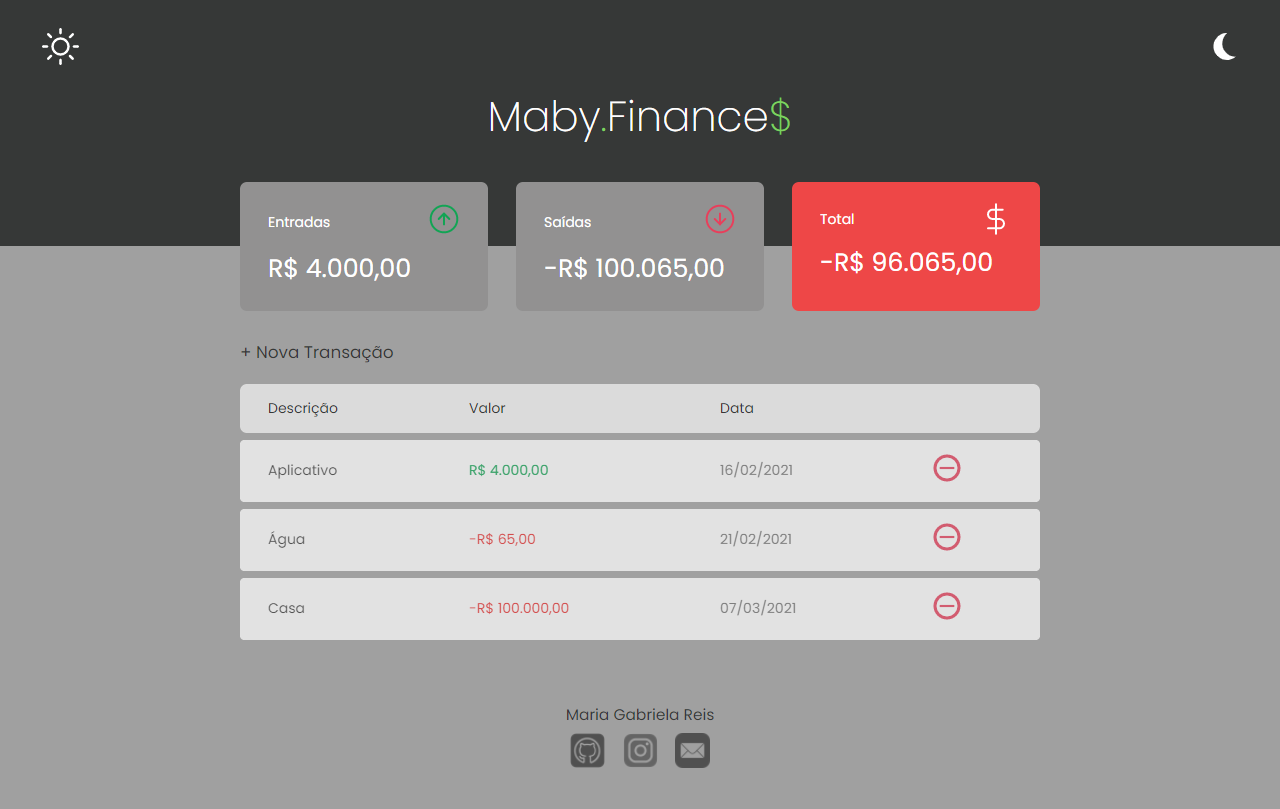 Maby.Finance$
Entradas
R$ 4.000,00
Saídas
-R$ 100.065,00
Total
-R$ 96.065,00
+ Nova Transação
Descrição Valor Data
Aplicativo R$ 4.000,00 16/02/2021
Água -R$ 65,00 21/02/2021
Casa -R$ 100.000,00 07/03/2021
Maria Gabriela Reis